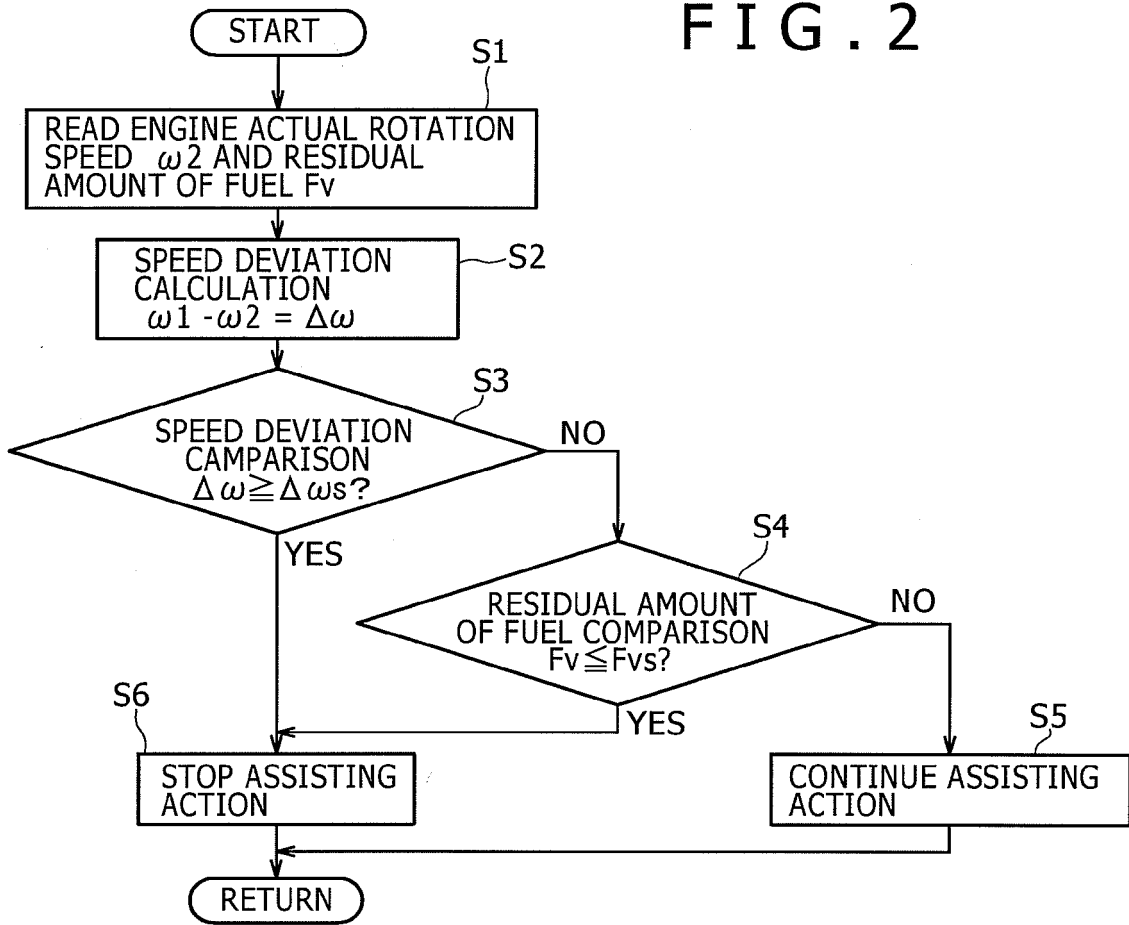 FIG.2
START
S1
READ ENGINE ACTUAL ROTATION
SPEED ω2 AND RESIDUAL
AMOUNT OF FUEL Fv
S2
SPEED DEVIATION
CALCULATION
ω1 -ω2 = Δω
S3
SPEED DEVIATION
CAMPARISON
Δω≧Δωs?
NO
YES
S4
RESIDUAL AMOUNT
OF FUEL COMPARISON
Fv≦Fvs?
NO
YES
S6
STOP ASSISTING
ACTION
S5
CONTINUE ASSISTING
ACTION
RETURN